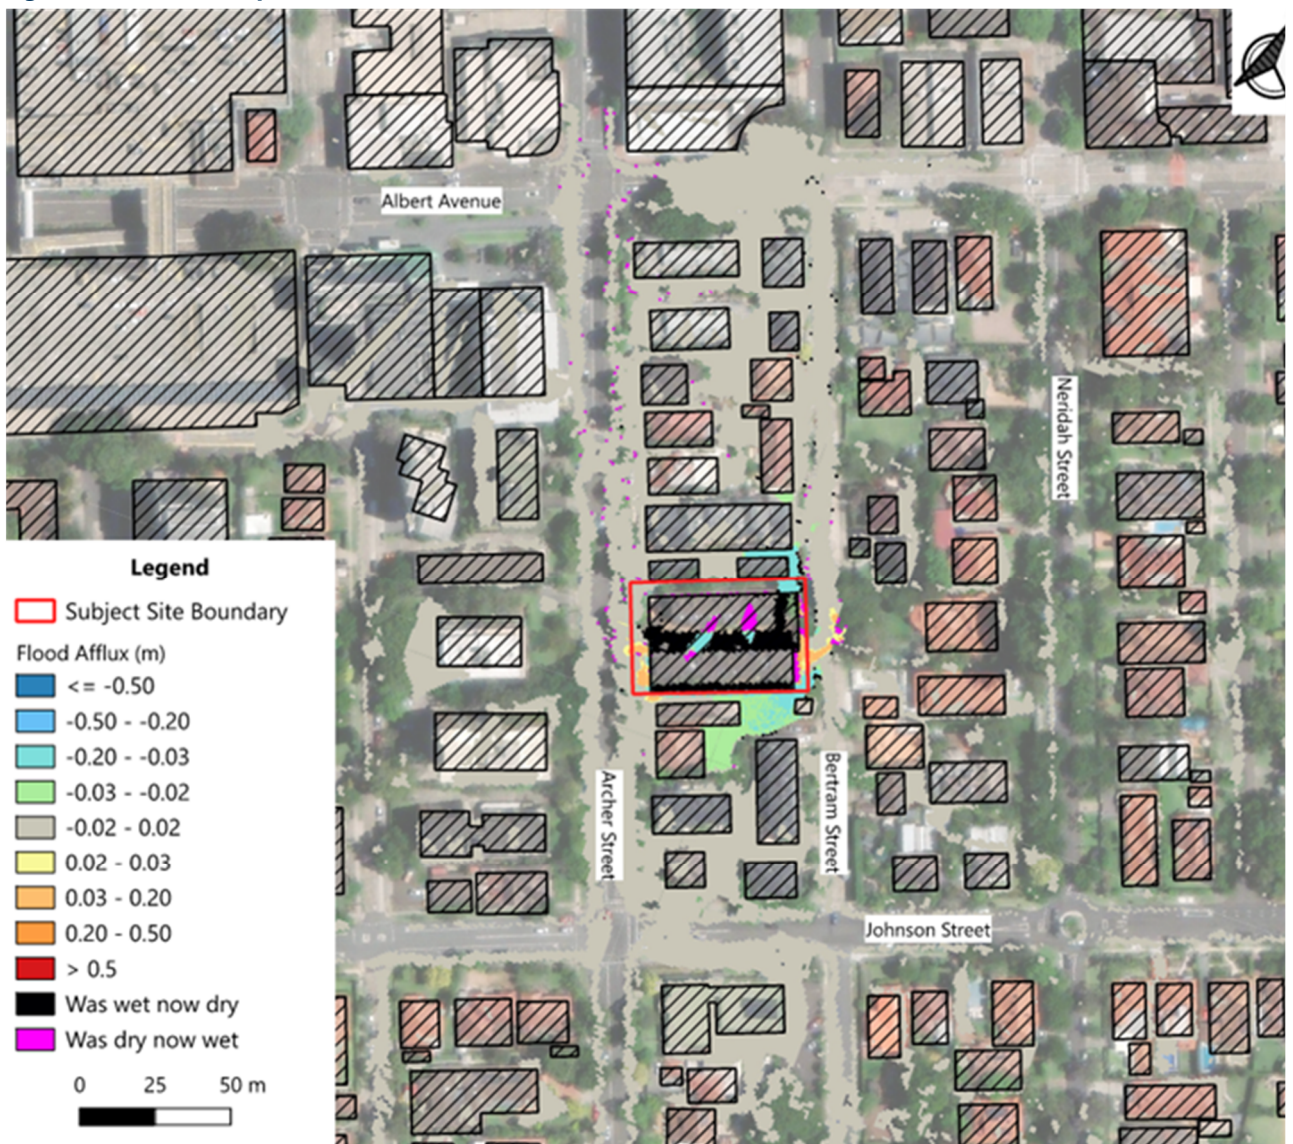 Albert Avenue
Neridah Street
Legend
Subject Site Boundary
Flood Afflux (m)
<= -0.50
-0.50 - -0.20
-0.20 - -0.03
-0.03 - -0.02
-0.02 - 0.02
0.02 - 0.03
0.03 - 0.20
0.20 - 0.50
> 0.5
Was wet now dry
Was dry now wet
0 25 50 m
Archer Street
Bertram Street
Johnson Street